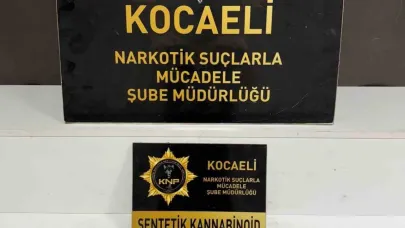 KOCAELİ
NARKOTİK SUÇLARLA
MÜCADELE
ŞUBE MÜDÜRLÜĞÜ
KNP
KOCAELİ
NARKOTİK SUÇLARLA
MÜCADELE
ŞUBE MÜDÜRLÜĞÜ
SENTETİK KANNABİNOİD